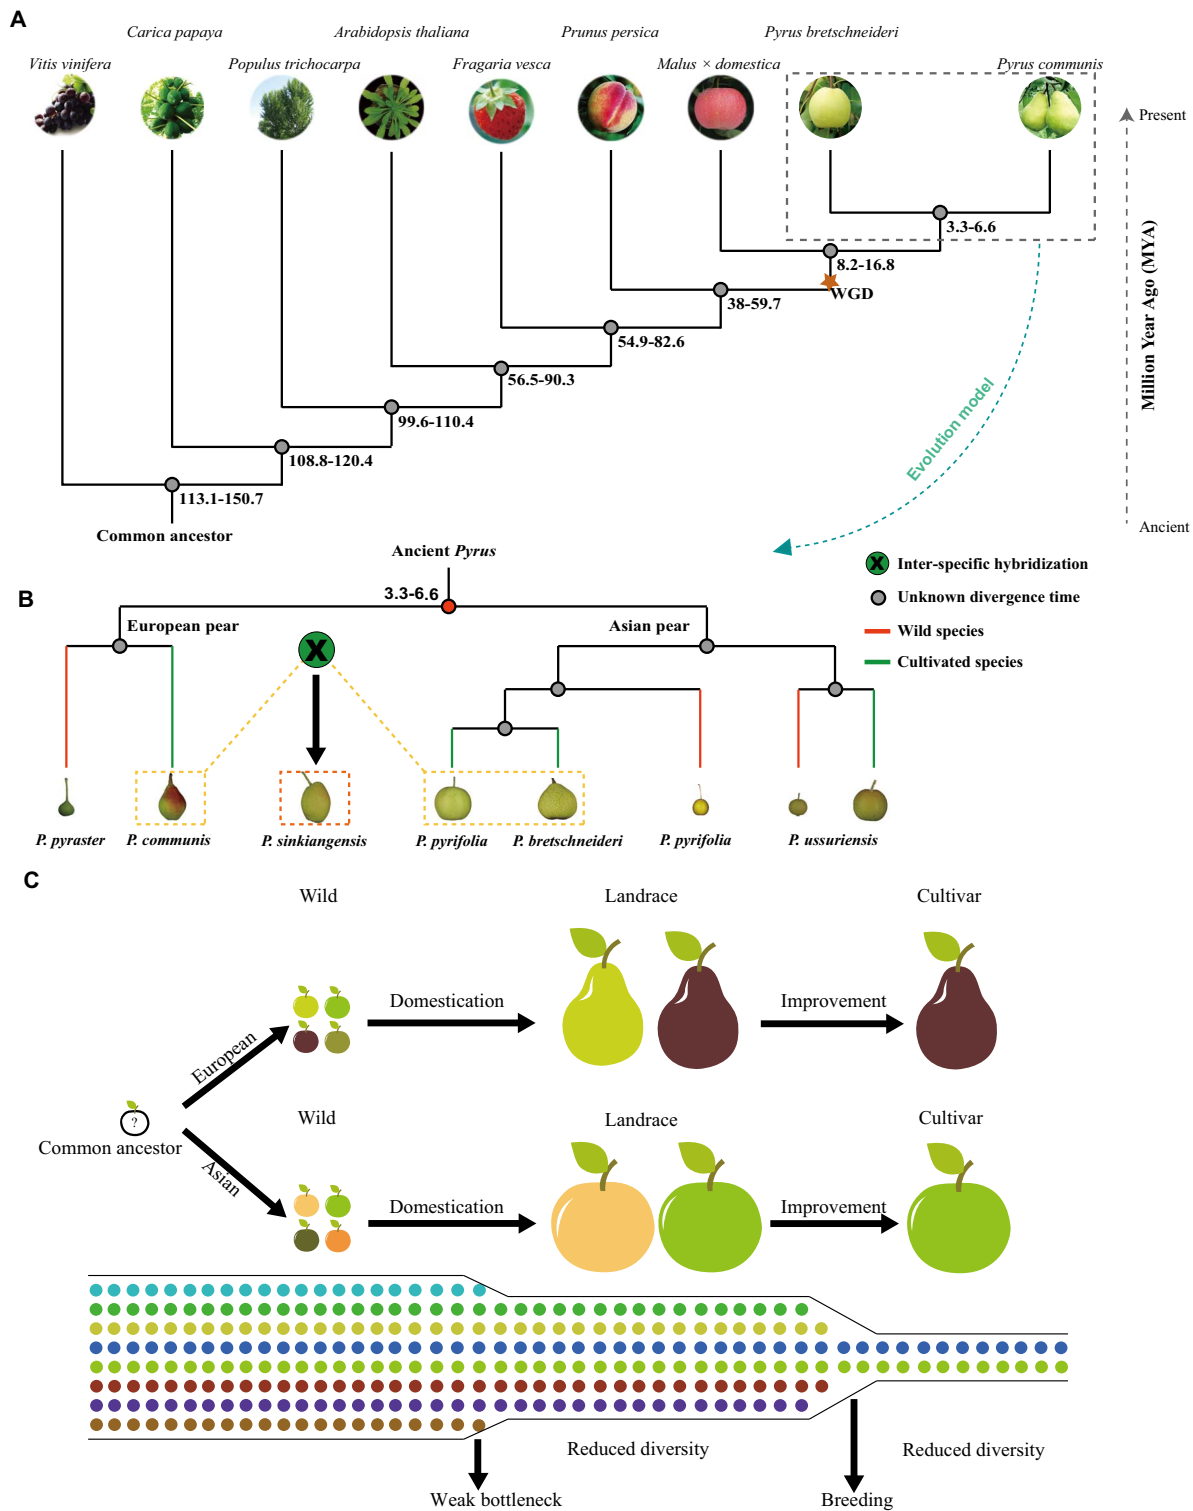 A
Carica papaya
Arabidopsis thaliana
Prunus persica
Pyrus bretschneideri
Vitis vinifera
Populus trichocarpa
Fragaria vesca
Malus × domestica
Pyrus communis
Present
3.3-6.6
8.2-16.8
WGD
38-59.7
54.9-82.6
56.5-90.3
99.6-110.4
108.8-120.4
113.1-150.7
Common ancestor
Million Year Ago (MYA)
Evolution model
Ancient
Ancient Pyrus
X Inter-specific hybridization
Unknown divergence time
Wild species
Cultivated species
B
3.3-6.6
European pear
Asian pear
X
P. pyraster
P. communis
P. sinkiangensis
P. pyrifolia
P. bretschneideri
P. pyrifolia
P. ussuriensis
C
Wild
Landrace
Cultivar
Domestication
Improvement
European
?
Common ancestor
Asian
Wild
Landrace
Cultivar
Domestication
Improvement
Reduced diversity
Reduced diversity
Weak bottleneck
Breeding